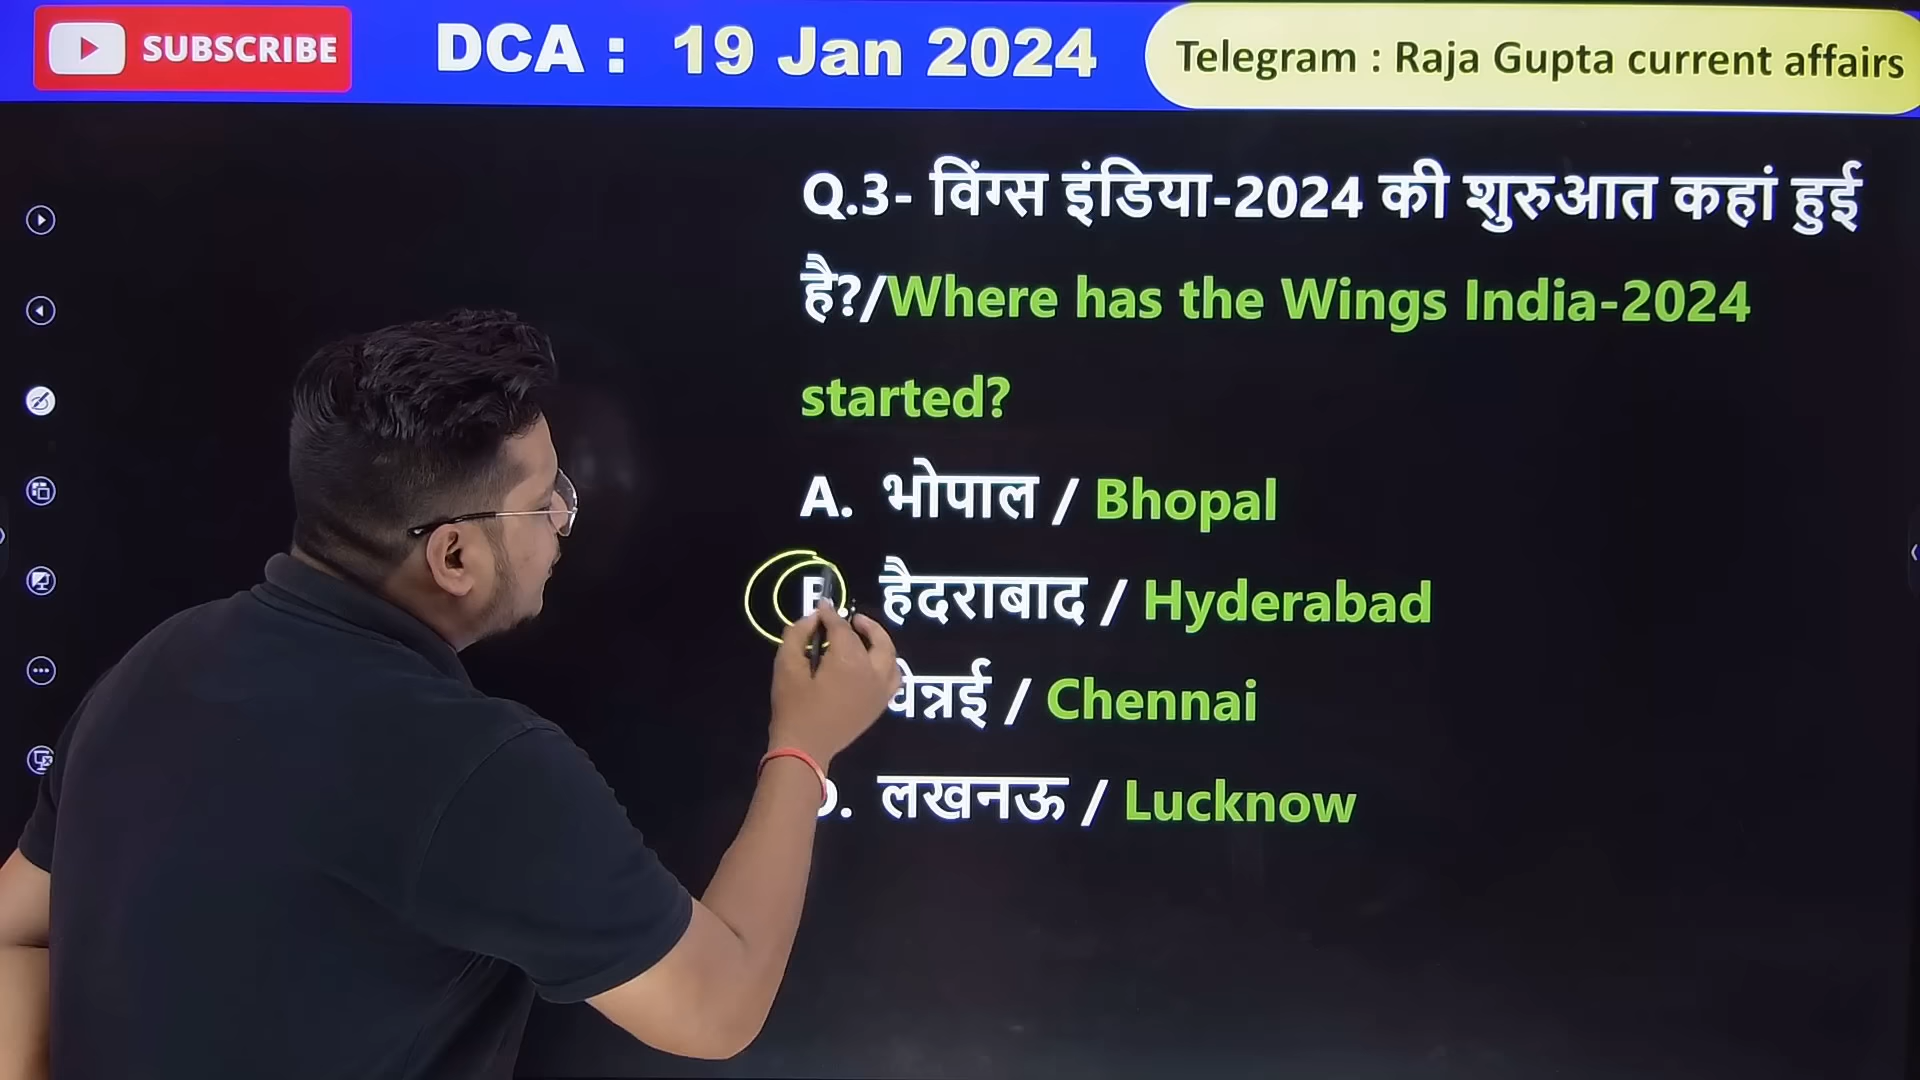 SUBSCRIBE
DCA : 19 Jan 2024
Telegram : Raja Gupta current affairs
Q.3- विंग्स इंडिया-2024 की शुरुआत कहां हुई
है?/Where has the Wings India-2024
started?
A. भोपाल / Bhopal
B. हैदराबाद / Hyderabad
चेन्नई / Chennai
D. लखनऊ / Lucknow